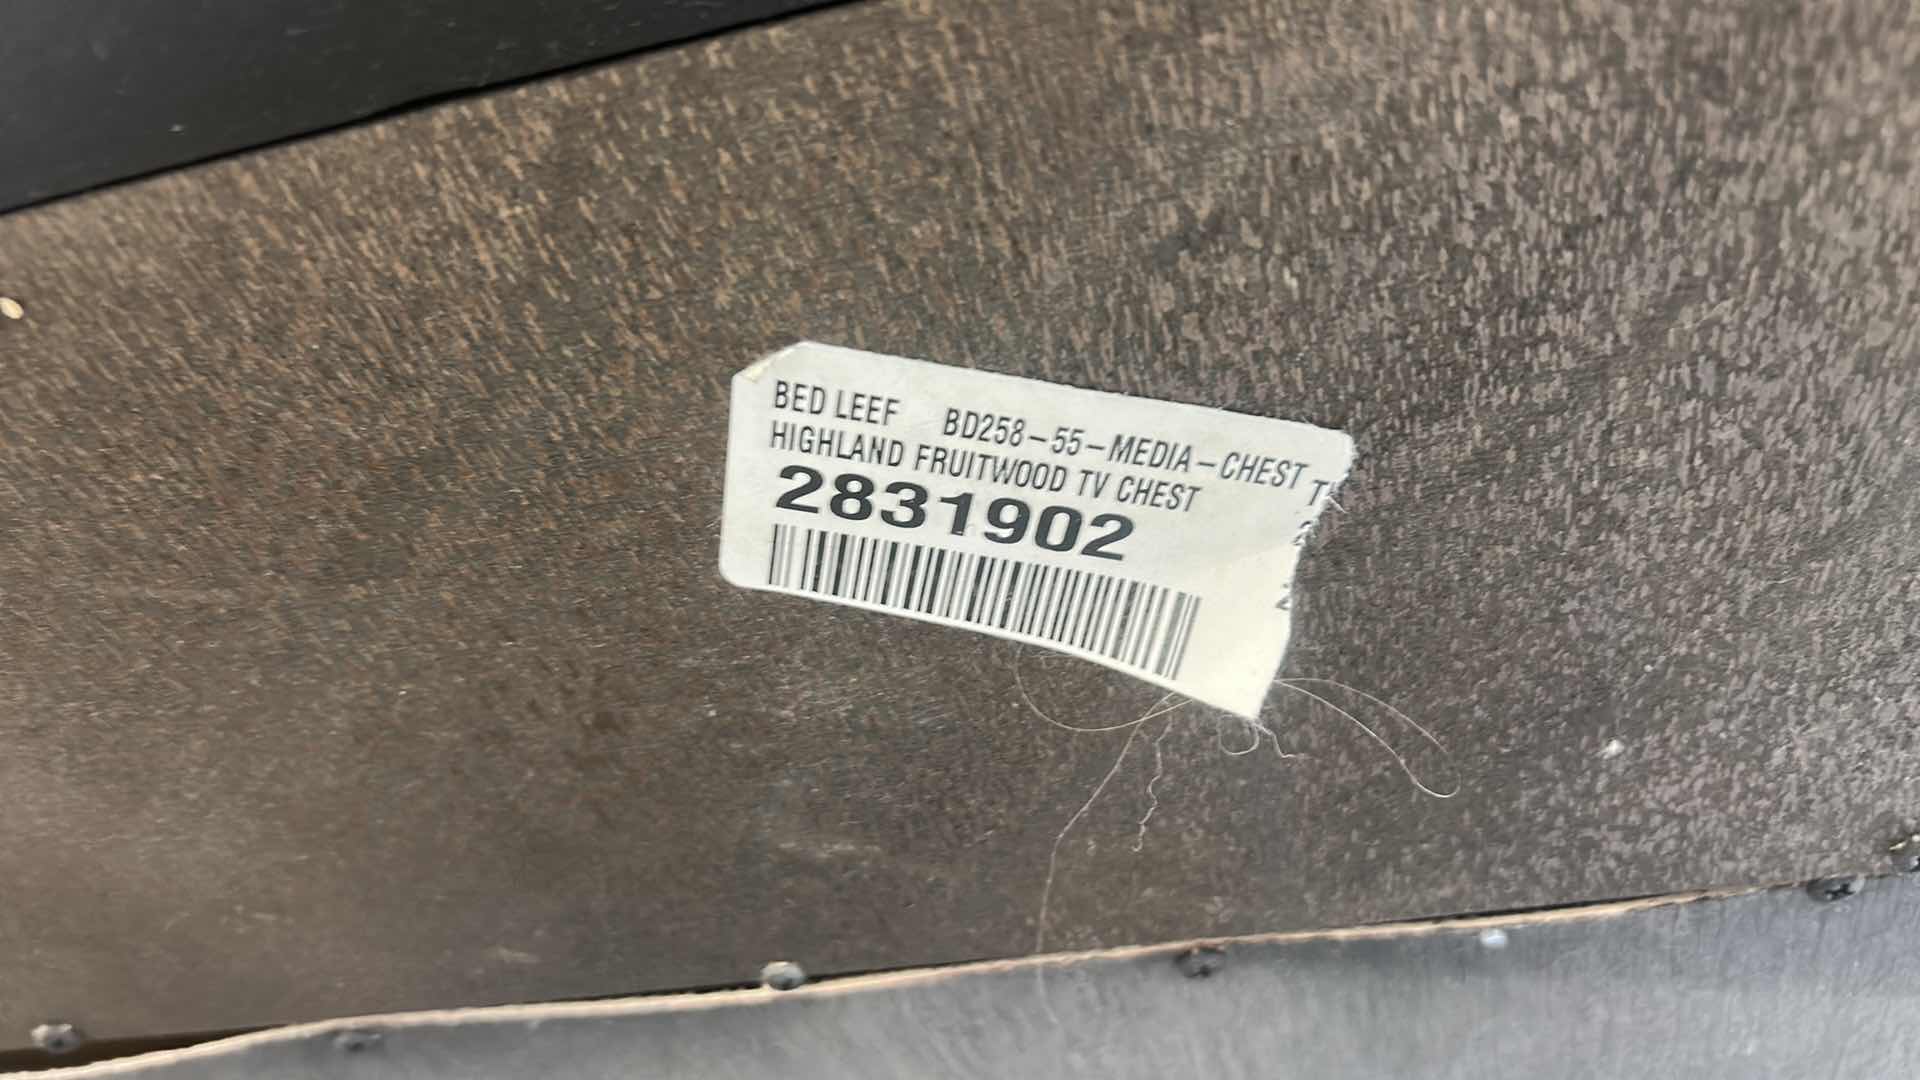 BED LEEF BD258-55-MEDIA-CHEST
HIGHLAND FRUITWOOD TV CHEST
2831902